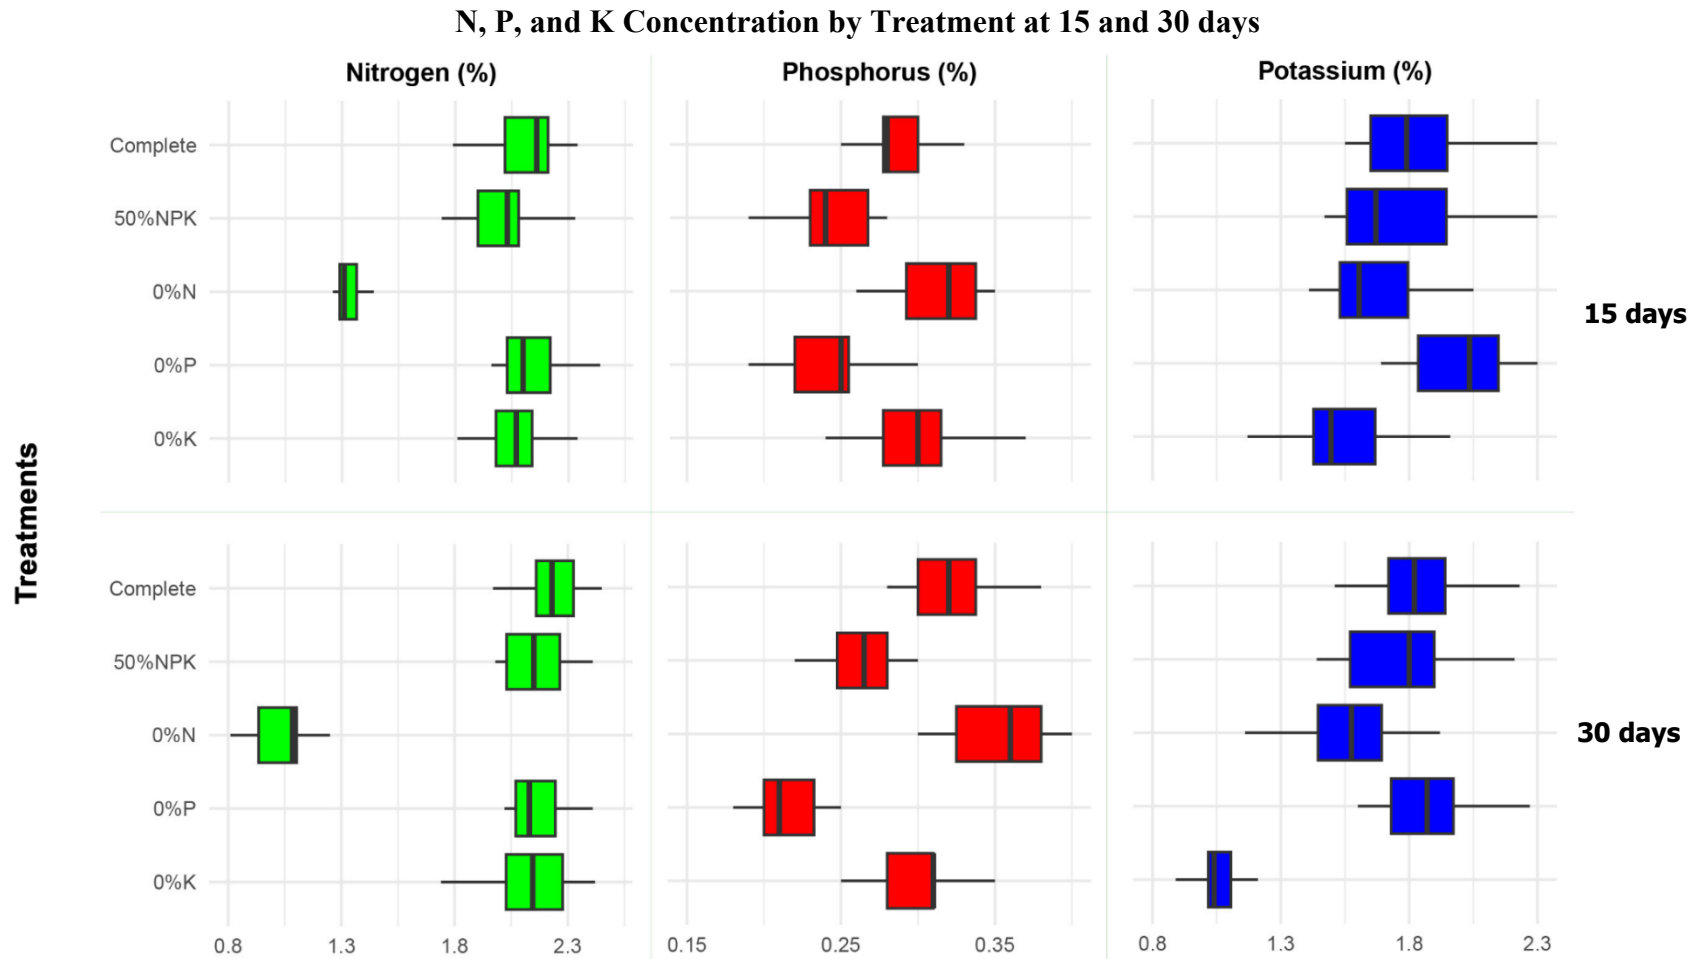 N, P, and K Concentration by Treatment at 15 and 30 days
Nitrogen (%)
Phosphorus (%)
Potassium (%)
Treatments
Complete
50%NPK
0%N
0%P
0%K
15 days
Complete
50%NPK
0%N
0%P
0%K
30 days
0.8 1.3 1.8 2.3
0.15 0.25 0.35
0.8 1.3 1.8 2.3